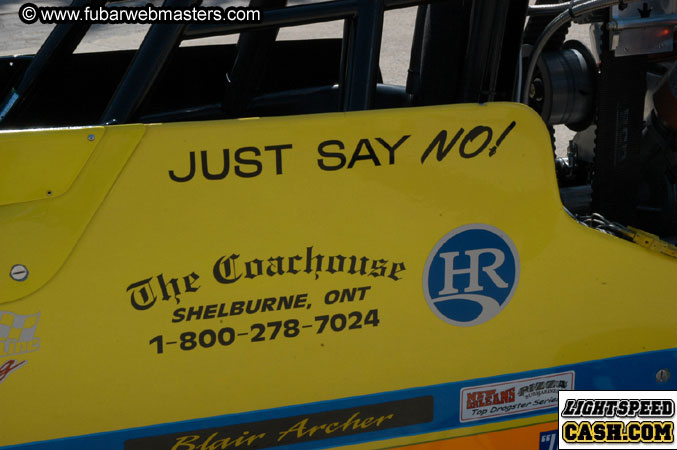 © www.fubarwebmasters.com
JUST SAY NO!
The Coachouse
SHELBURNE, ONT
1-800-278-7024
HR
Top Dragster Series
Blair Archer
LIGHTSPEED
CASH.COM